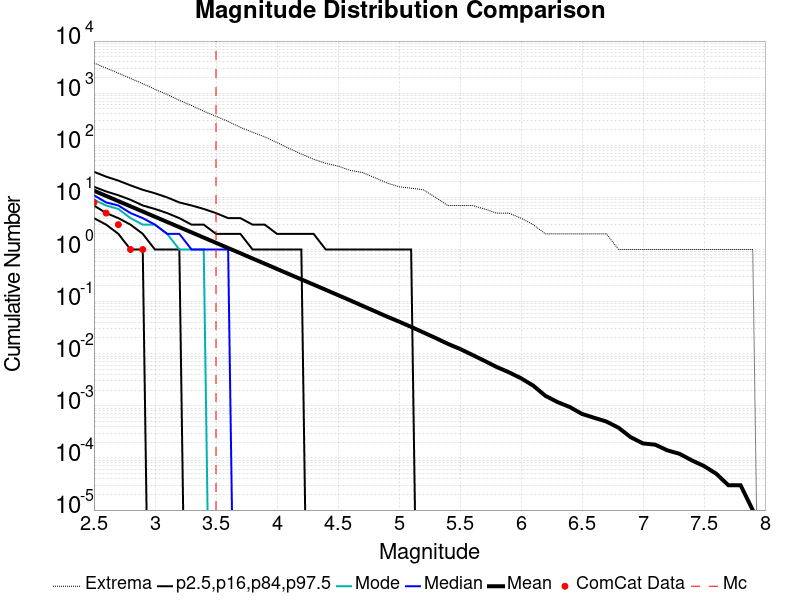 Magnitude Distribution Comparison
10^4
10^3
10^2
10^1
10^0
10^-1
10^-2
10^-3
10^-4
10^-5
Cumulative Number
2.5 3 3.5 4 4.5 5 5.5 6 6.5 7 7.5 8
Magnitude
Extrema p2.5,p16,p84,p97.5 Mode Median Mean ComCat Data Mc